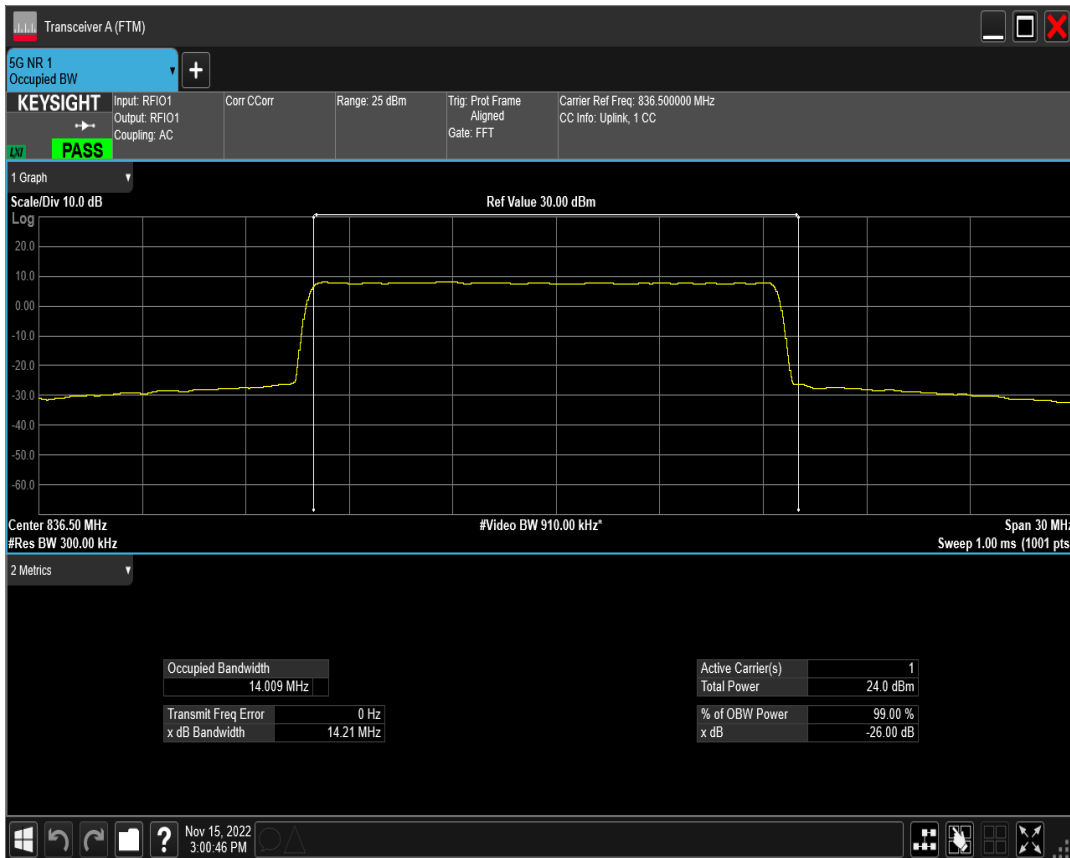 Transceiver A (FTM)
5G NR 1
Occupied BW
+
KEYSIGHT
LXI
PASS
Input: RFIO1
Output: RFIO1
Coupling: AC
Corr CCorr
Range: 25 dBm
Trig: Prot Frame
Aligned
Gate: FFT
Carrier Ref Freq: 836.500000 MHz
CC Info: Uplink, 1 CC
1 Graph
Scale/Div 10.0 dB
Ref Value 30.00 dBm
Log
20.0
10.0
0.00
-10.0
-20.0
-30.0
-40.0
-50.0
-60.0
Center 836.50 MHz
#Video BW 910.00 kHz*
Span 30 MHz
#Res BW 300.00 kHz
Sweep 1.00 ms (1001 pts
2 Metrics
Occupied Bandwidth
14.009 MHz
Transmit Freq Error 0 Hz
x dB Bandwidth 14.21 MHz
Active Carrier(s) 1
Total Power 24.0 dBm
% of OBW Power 99.00 %
x dB -26.00 dB
?
Nov 15, 2022
3:00:46 PM